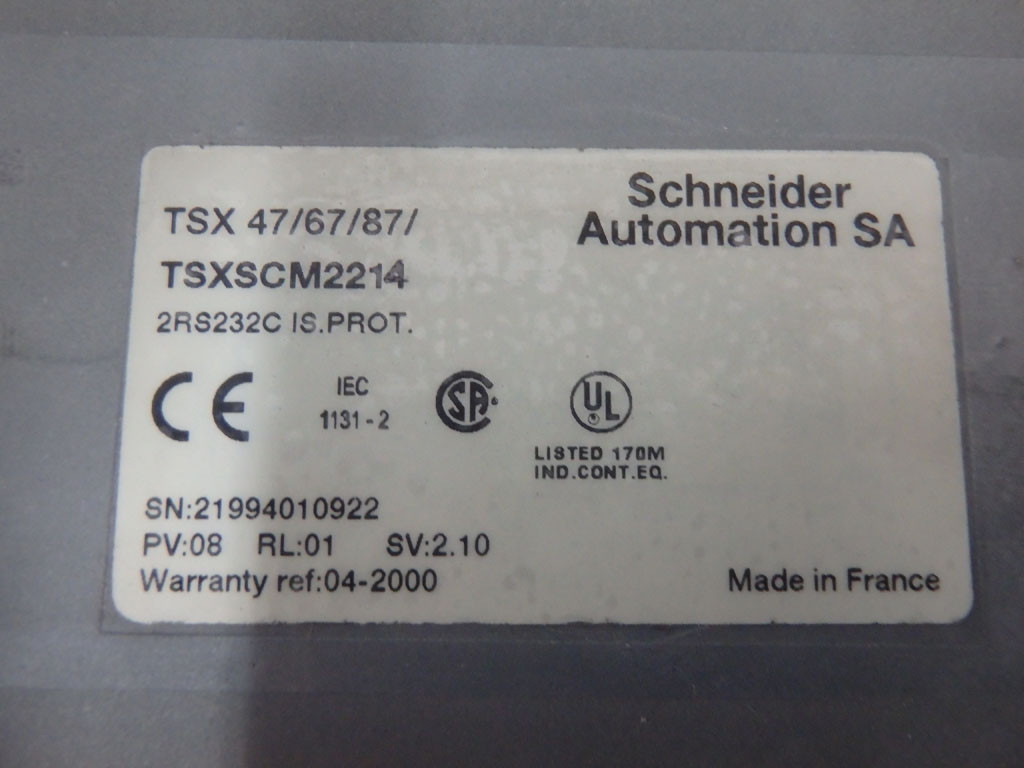 Schneider
Automation SA
TSX 47/67/87/
TSXSCM2214
2RS232C IS.PROT.
CE
IEC
1131-2
SA
UL
LISTED 170M
IND.CONT.EQ.
SN:21994010922
PV:08 RL:01 SV:2.10
Warranty ref:04-2000
Made in France